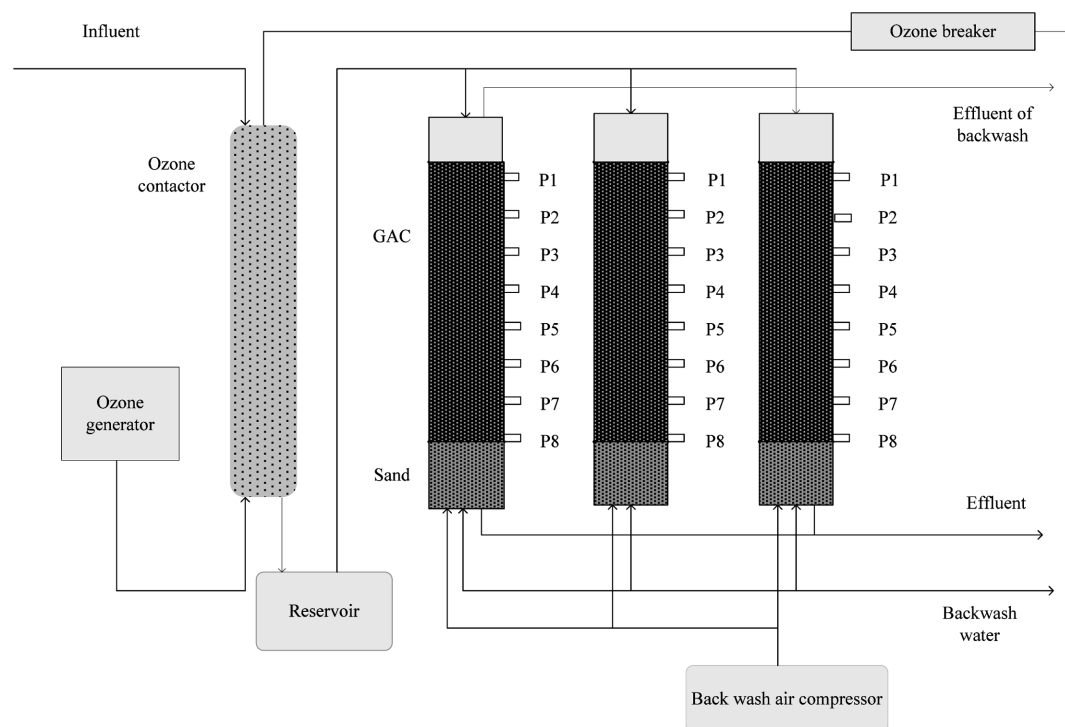 Influent
Ozone breaker
Effluent of
backwash
Ozone
contactor
P1 P1 P1
P2 P2 P2
GAC
P3 P3 P3
P4 P4 P4
P5 P5 P5
P6 P6 P6
Ozone
generator
P7 P7 P7
P8 P8 P8
Sand
Effluent
Reservoir
Backwash
water
Back wash air compressor